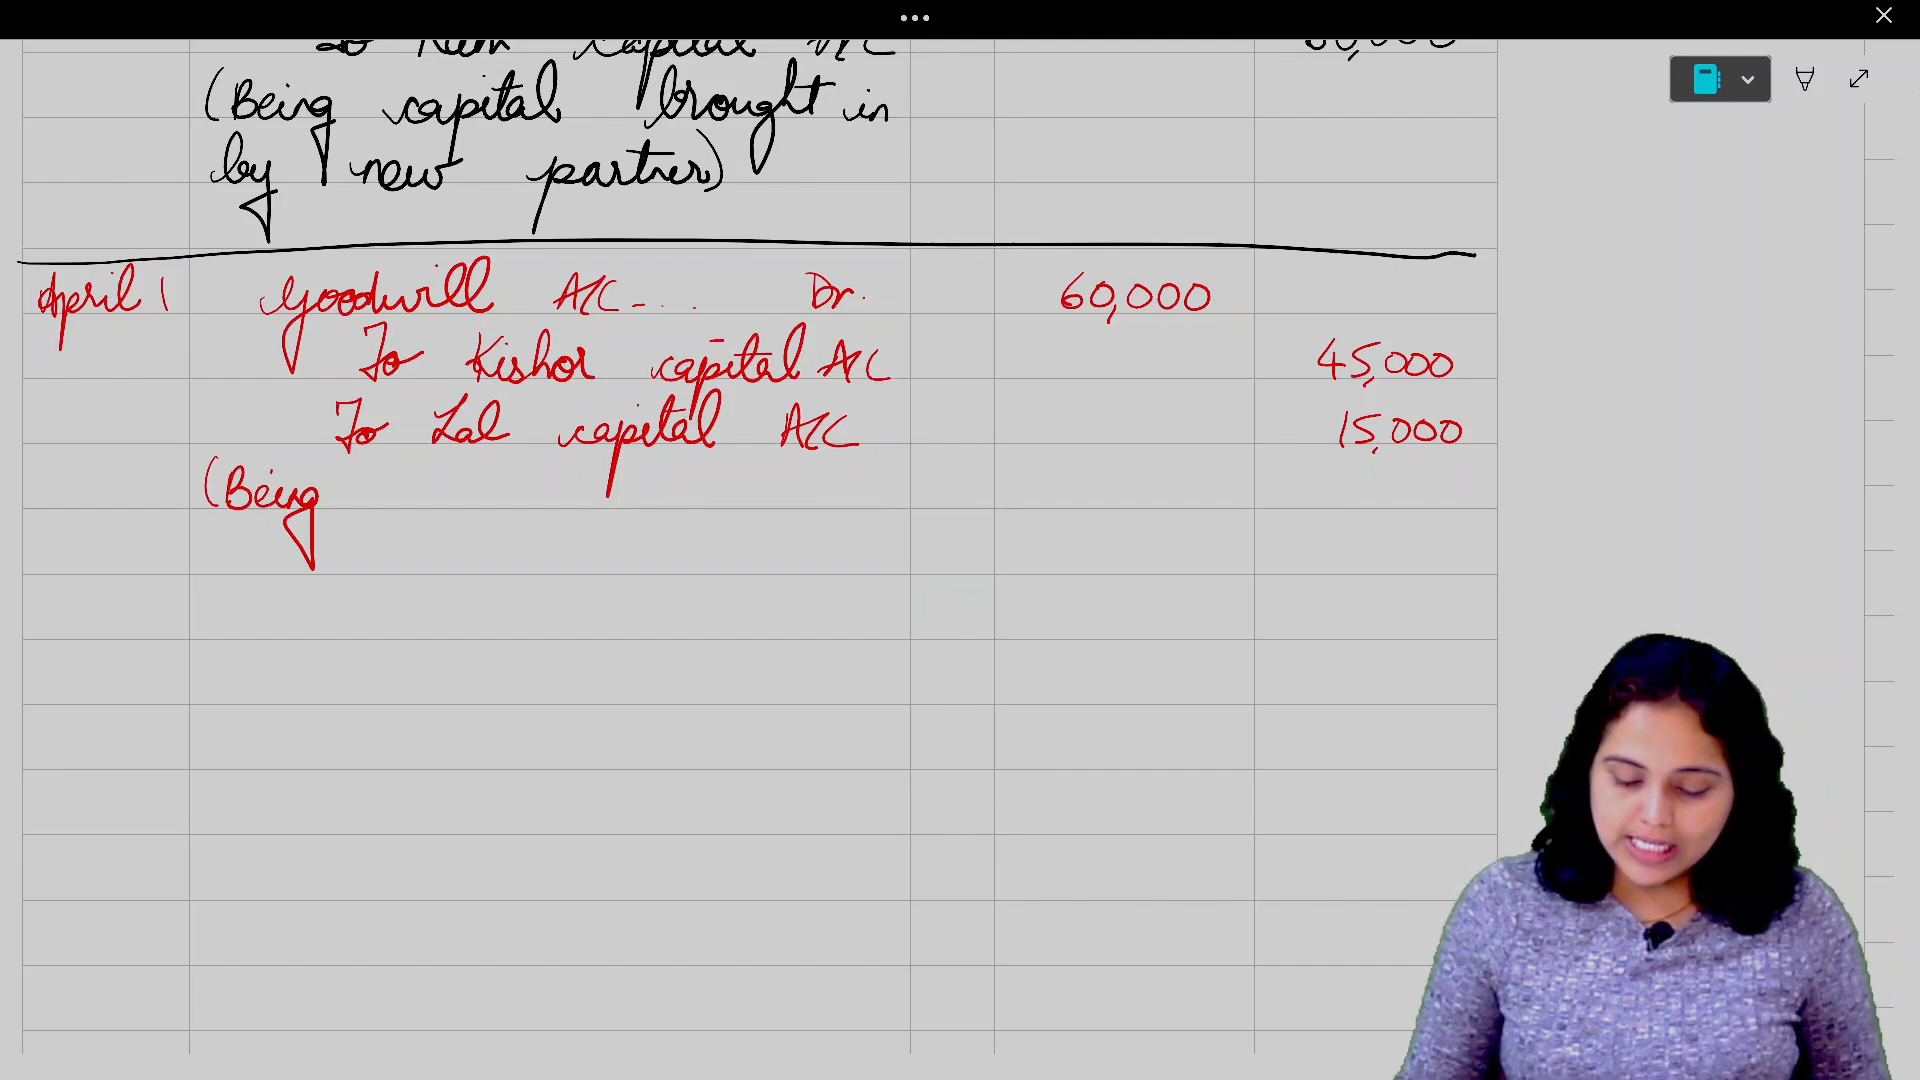 (Being capital brought in
by new partner)
April 1 Goodwill A/C - . . . Dr. 60,000
To Kishor capital A/C 45,000
To Lal capital A/C 15,000
(Being